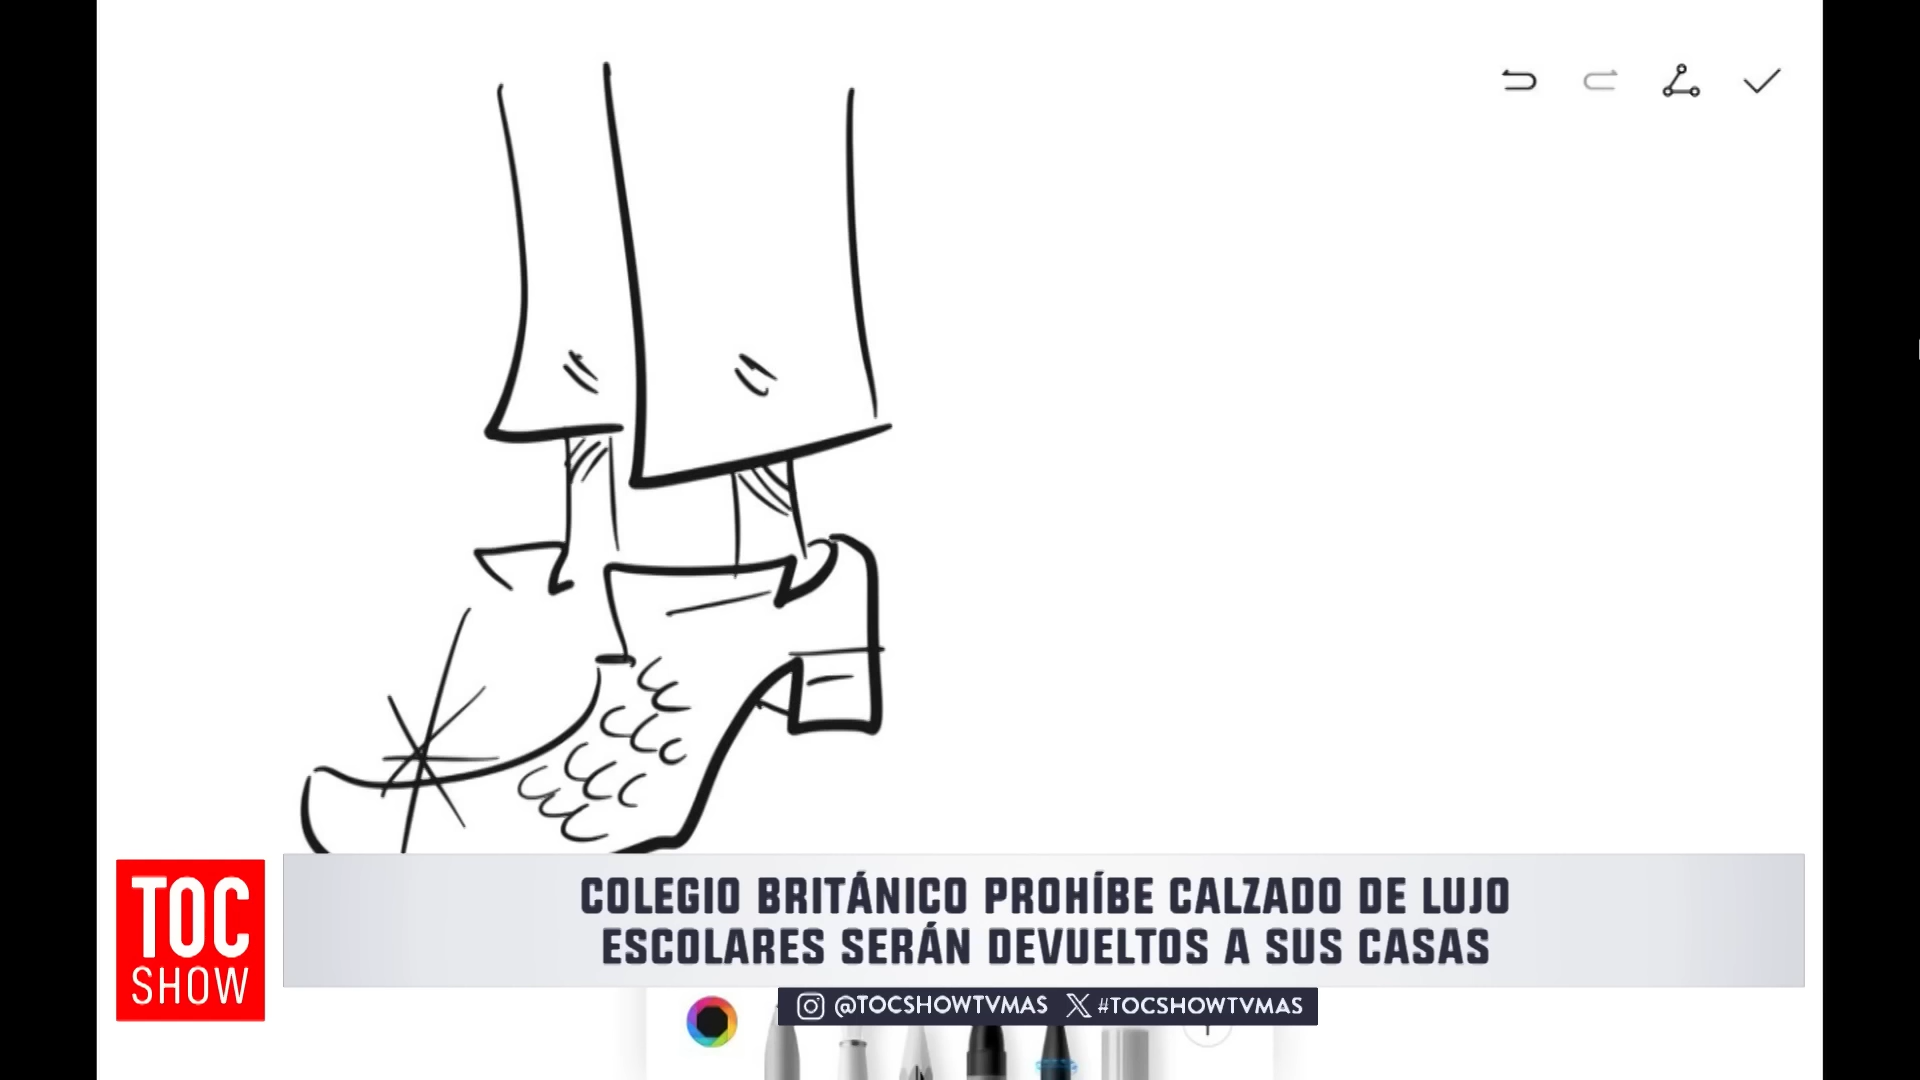 COLEGIO BRITÁNICO PROHÍBE CALZADO DE LUJO
ESCOLARES SERÁN DEVUELTOS A SUS CASAS
TOC
SHOW
@TOCSHOWTVMAS #TOCSHOWTVMAS